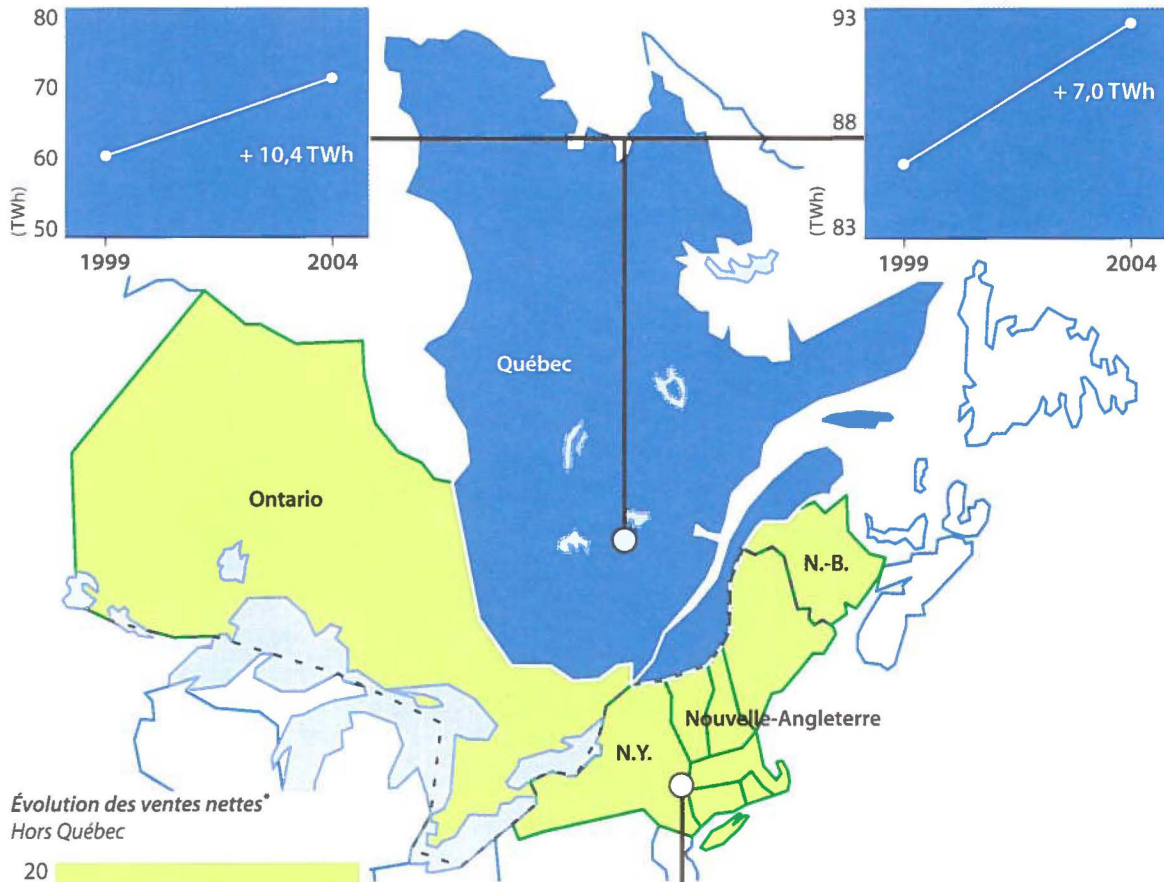 80
70
60
50
(TWh)
+ 10,4 TWh
1999
2004
93
88
83
(TWh)
+ 7,0 TWh
1999
2004
Québec
Ontario
N.-B.
Nouvelle-Angleterre
N.Y.
Évolution des ventes nettes*
Hors Québec
20